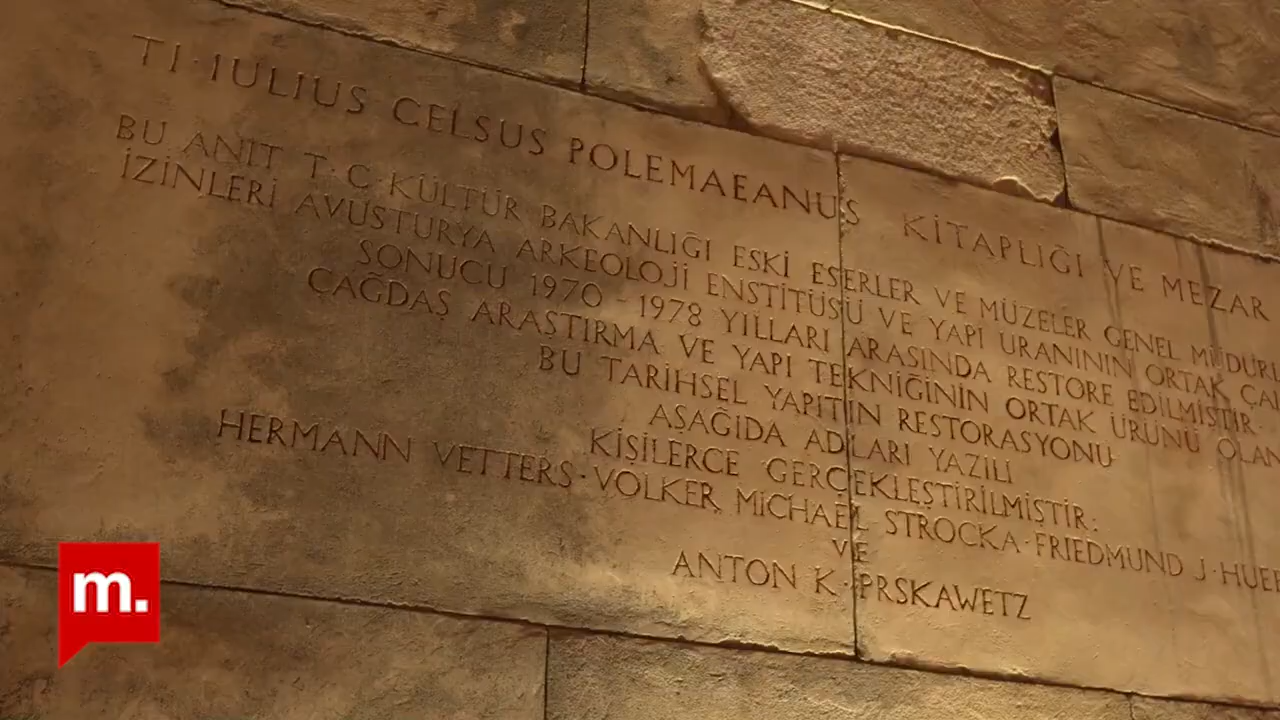 TI·IULIUS CELSUS POLEMAEANUS KİTAPLIĞI VE MEZAR
BU ANIT T·C·KÜLTÜR BAKANLIĞI ESKİ ESERLER VE MÜZELER GENEL
İZİNLERİ AVUSTURYA ARKEOLOJİ ENSTİTÜSÜ VE YAPI URANININ ORTAK
SONUCU 1970 - 1978 YILLARI ARASINDA RESTORE EDİLMİŞTİR
ÇAĞDAŞ ARAŞTIRMA VE YAPI TEKNİĞİNİN ORTAK ÜRÜNÜ OLAN
BU TARİHSEL YAPITIN RESTORASYONU
AŞAĞIDA ADLARI YAZILI
KİŞİLERCE GERÇEKLEŞTİRİLMİŞTİR:
HERMANN VETTERS·VOLKER MICHAEL STROCKA·FRIEDMUND J·
VE
ANTON K·PRSKAWETZ
m.